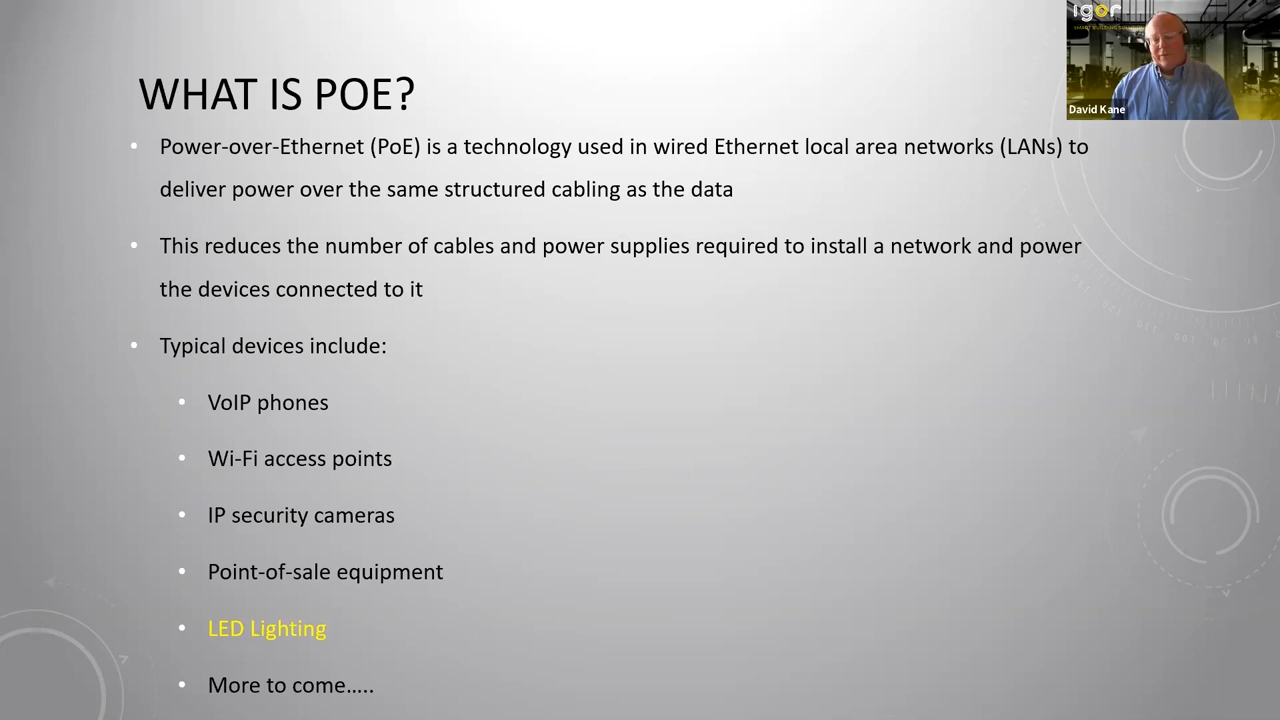 igor
David Kane
WHAT IS POE?
Power-over-Ethernet (PoE) is a technology used in wired Ethernet local area networks (LANs) to
deliver power over the same structured cabling as the data
This reduces the number of cables and power supplies required to install a network and power
the devices connected to it
Typical devices include:
VoIP phones
Wi-Fi access points
IP security cameras
Point-of-sale equipment
LED Lighting
More to come…..